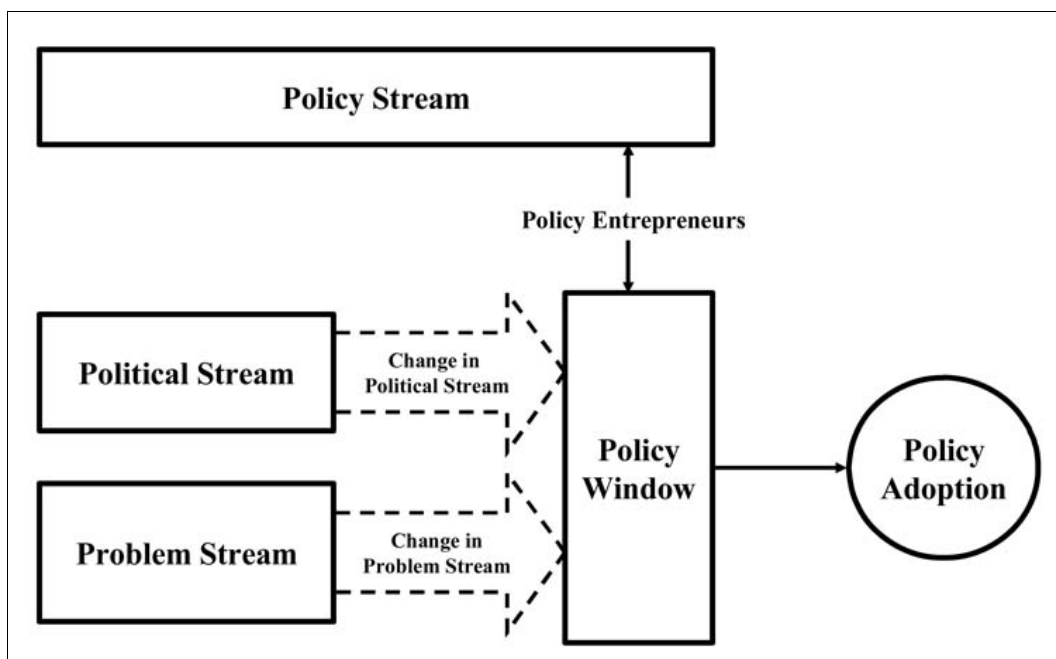 Policy Stream
Policy Entrepreneurs
Political Stream
Change in
Political Stream
Problem Stream
Change in
Problem Stream
Policy
Window
Policy
Adoption